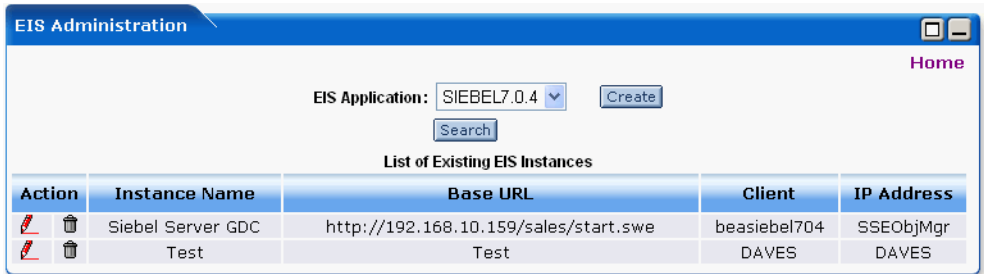 EIS Administration
Home
EIS Application: SIEBEL7.0.4 Create
Search
List of Existing EIS Instances
Action Instance Name Base URL Client IP Address
Siebel Server GDC http://192.168.10.159/sales/start.swe beasiebel704 SSEObjMgr
Test Test DAVES DAVES